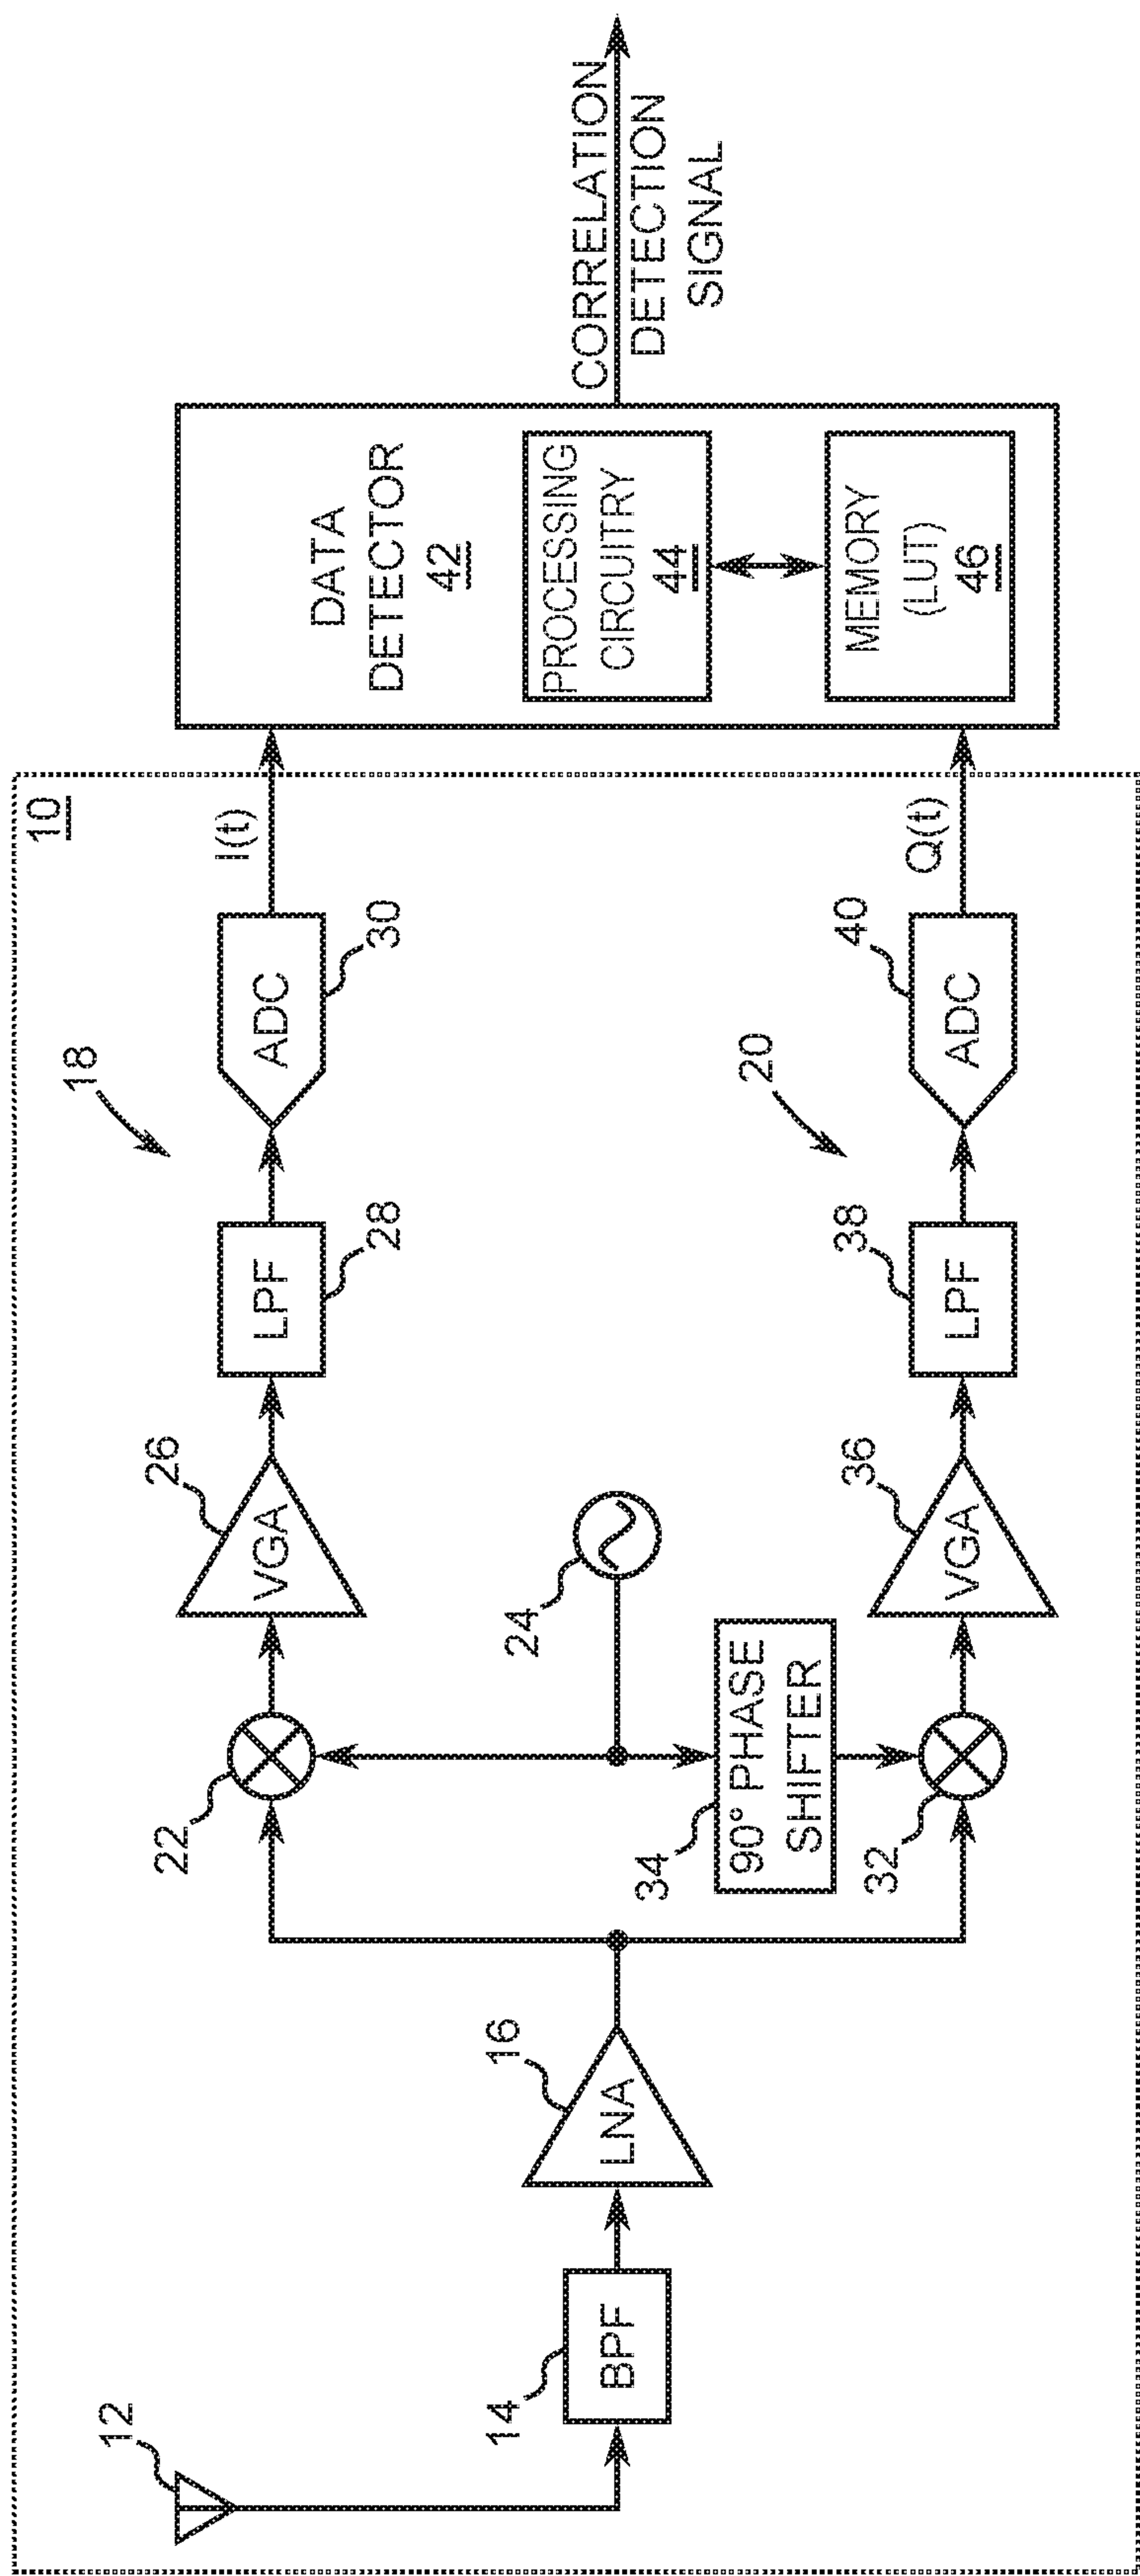 10
12
14
BPF
16
LNA
18
22
24
90° PHASE
SHIFTER
34
32
26
VGA
28
LPF
30
ADC
I(t)
20
36
VGA
38
LPF
40
ADC
Q(t)
DATA
DETECTOR
42
PROCESSING
CIRCUITRY
44
MEMORY
(LUT)
46
CORRELATION
DETECTION
SIGNAL